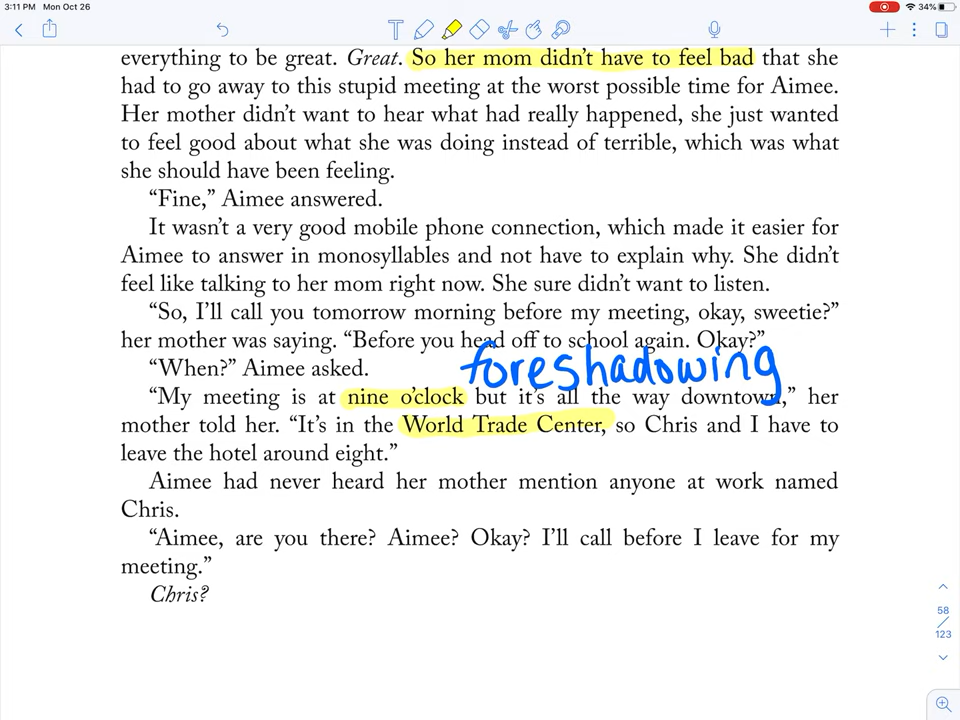 3:11 PM Mon Oct 26
34%
everything to be great. Great. So her mom didn’t have to feel bad that she
had to go away to this stupid meeting at the worst possible time for Aimee.
Her mother didn’t want to hear what had really happened, she just wanted
to feel good about what she was doing instead of terrible, which was what
she should have been feeling.
“Fine,” Aimee answered.
It wasn’t a very good mobile phone connection, which made it easier for
Aimee to answer in monosyllables and not have to explain why. She didn’t
feel like talking to her mom right now. She sure didn’t want to listen.
“So, I’ll call you tomorrow morning before my meeting, okay, sweetie?”
her mother was saying. “Before you head off to school again. Okay?”
“When?” Aimee asked.
foreshadowing
“My meeting is at nine o’clock but it’s all the way downtown,” her
mother told her. “It’s in the World Trade Center, so Chris and I have to
leave the hotel around eight.”
Aimee had never heard her mother mention anyone at work named
Chris.
“Aimee, are you there? Aimee? Okay? I’ll call before I leave for my
meeting.”
Chris?
58
/
123